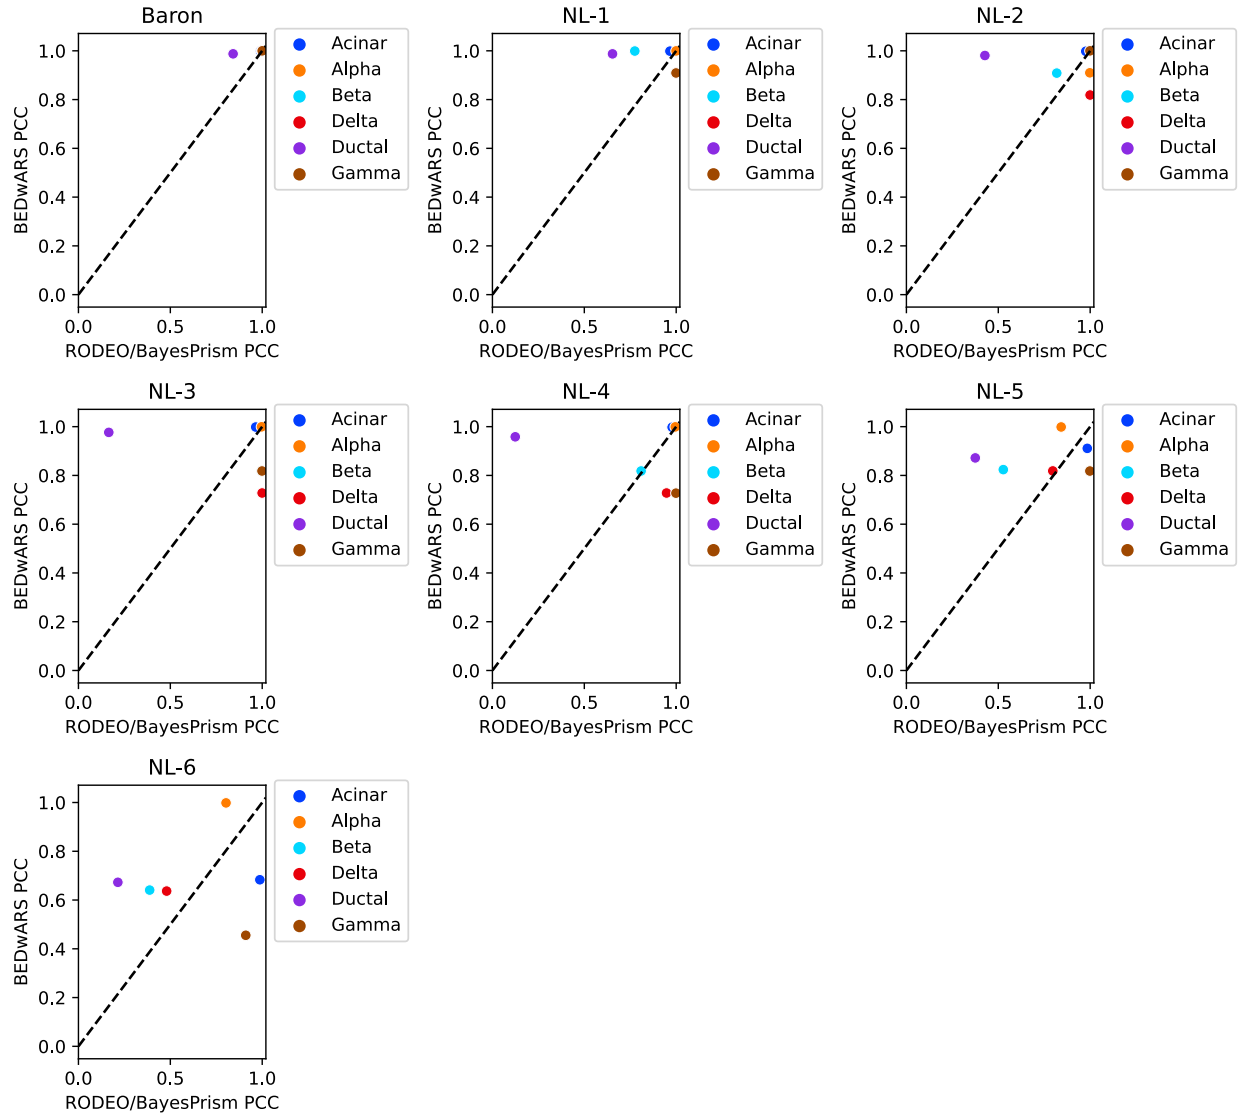 Baron
BEDwARS PCC
1.0
0.8
0.6
0.4
0.2
0.0
0.0 0.5 1.0
RODEO/BayesPrism PCC
Acinar
Alpha
Beta
Delta
Ductal
Gamma
NL-1
BEDwARS PCC
1.0
0.8
0.6
0.4
0.2
0.0
0.0 0.5 1.0
RODEO/BayesPrism PCC
Acinar
Alpha
Beta
Delta
Ductal
Gamma
NL-2
BEDwARS PCC
1.0
0.8
0.6
0.4
0.2
0.0
0.0 0.5 1.0
RODEO/BayesPrism PCC
Acinar
Alpha
Beta
Delta
Ductal
Gamma
NL-3
BEDwARS PCC
1.0
0.8
0.6
0.4
0.2
0.0
0.0 0.5 1.0
RODEO/BayesPrism PCC
Acinar
Alpha
Beta
Delta
Ductal
Gamma
NL-4
BEDwARS PCC
1.0
0.8
0.6
0.4
0.2
0.0
0.0 0.5 1.0
RODEO/BayesPrism PCC
Acinar
Alpha
Beta
Delta
Ductal
Gamma
NL-5
BEDwARS PCC
1.0
0.8
0.6
0.4
0.2
0.0
0.0 0.5 1.0
RODEO/BayesPrism PCC
Acinar
Alpha
Beta
Delta
Ductal
Gamma
NL-6
BEDwARS PCC
1.0
0.8
0.6
0.4
0.2
0.0
0.0 0.5 1.0
RODEO/BayesPrism PCC
Acinar
Alpha
Beta
Delta
Ductal
Gamma